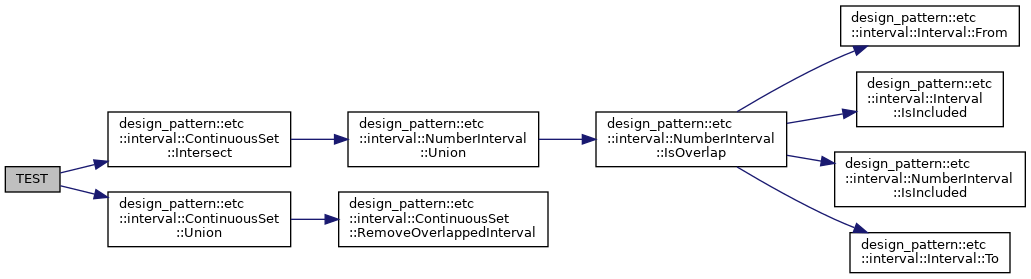 TEST
design_pattern::etc
::interval::ContinuousSet
::Intersect
design_pattern::etc
::interval::NumberInterval
::Union
design_pattern::etc
::interval::NumberInterval
::IsOverlap
design_pattern::etc
::interval::Interval::From
design_pattern::etc
::interval::Interval
::IsIncluded
design_pattern::etc
::interval::NumberInterval
::IsIncluded
design_pattern::etc
::interval::Interval::To
design_pattern::etc
::interval::ContinuousSet
::Union
design_pattern::etc
::interval::ContinuousSet
::RemoveOverlappedInterval